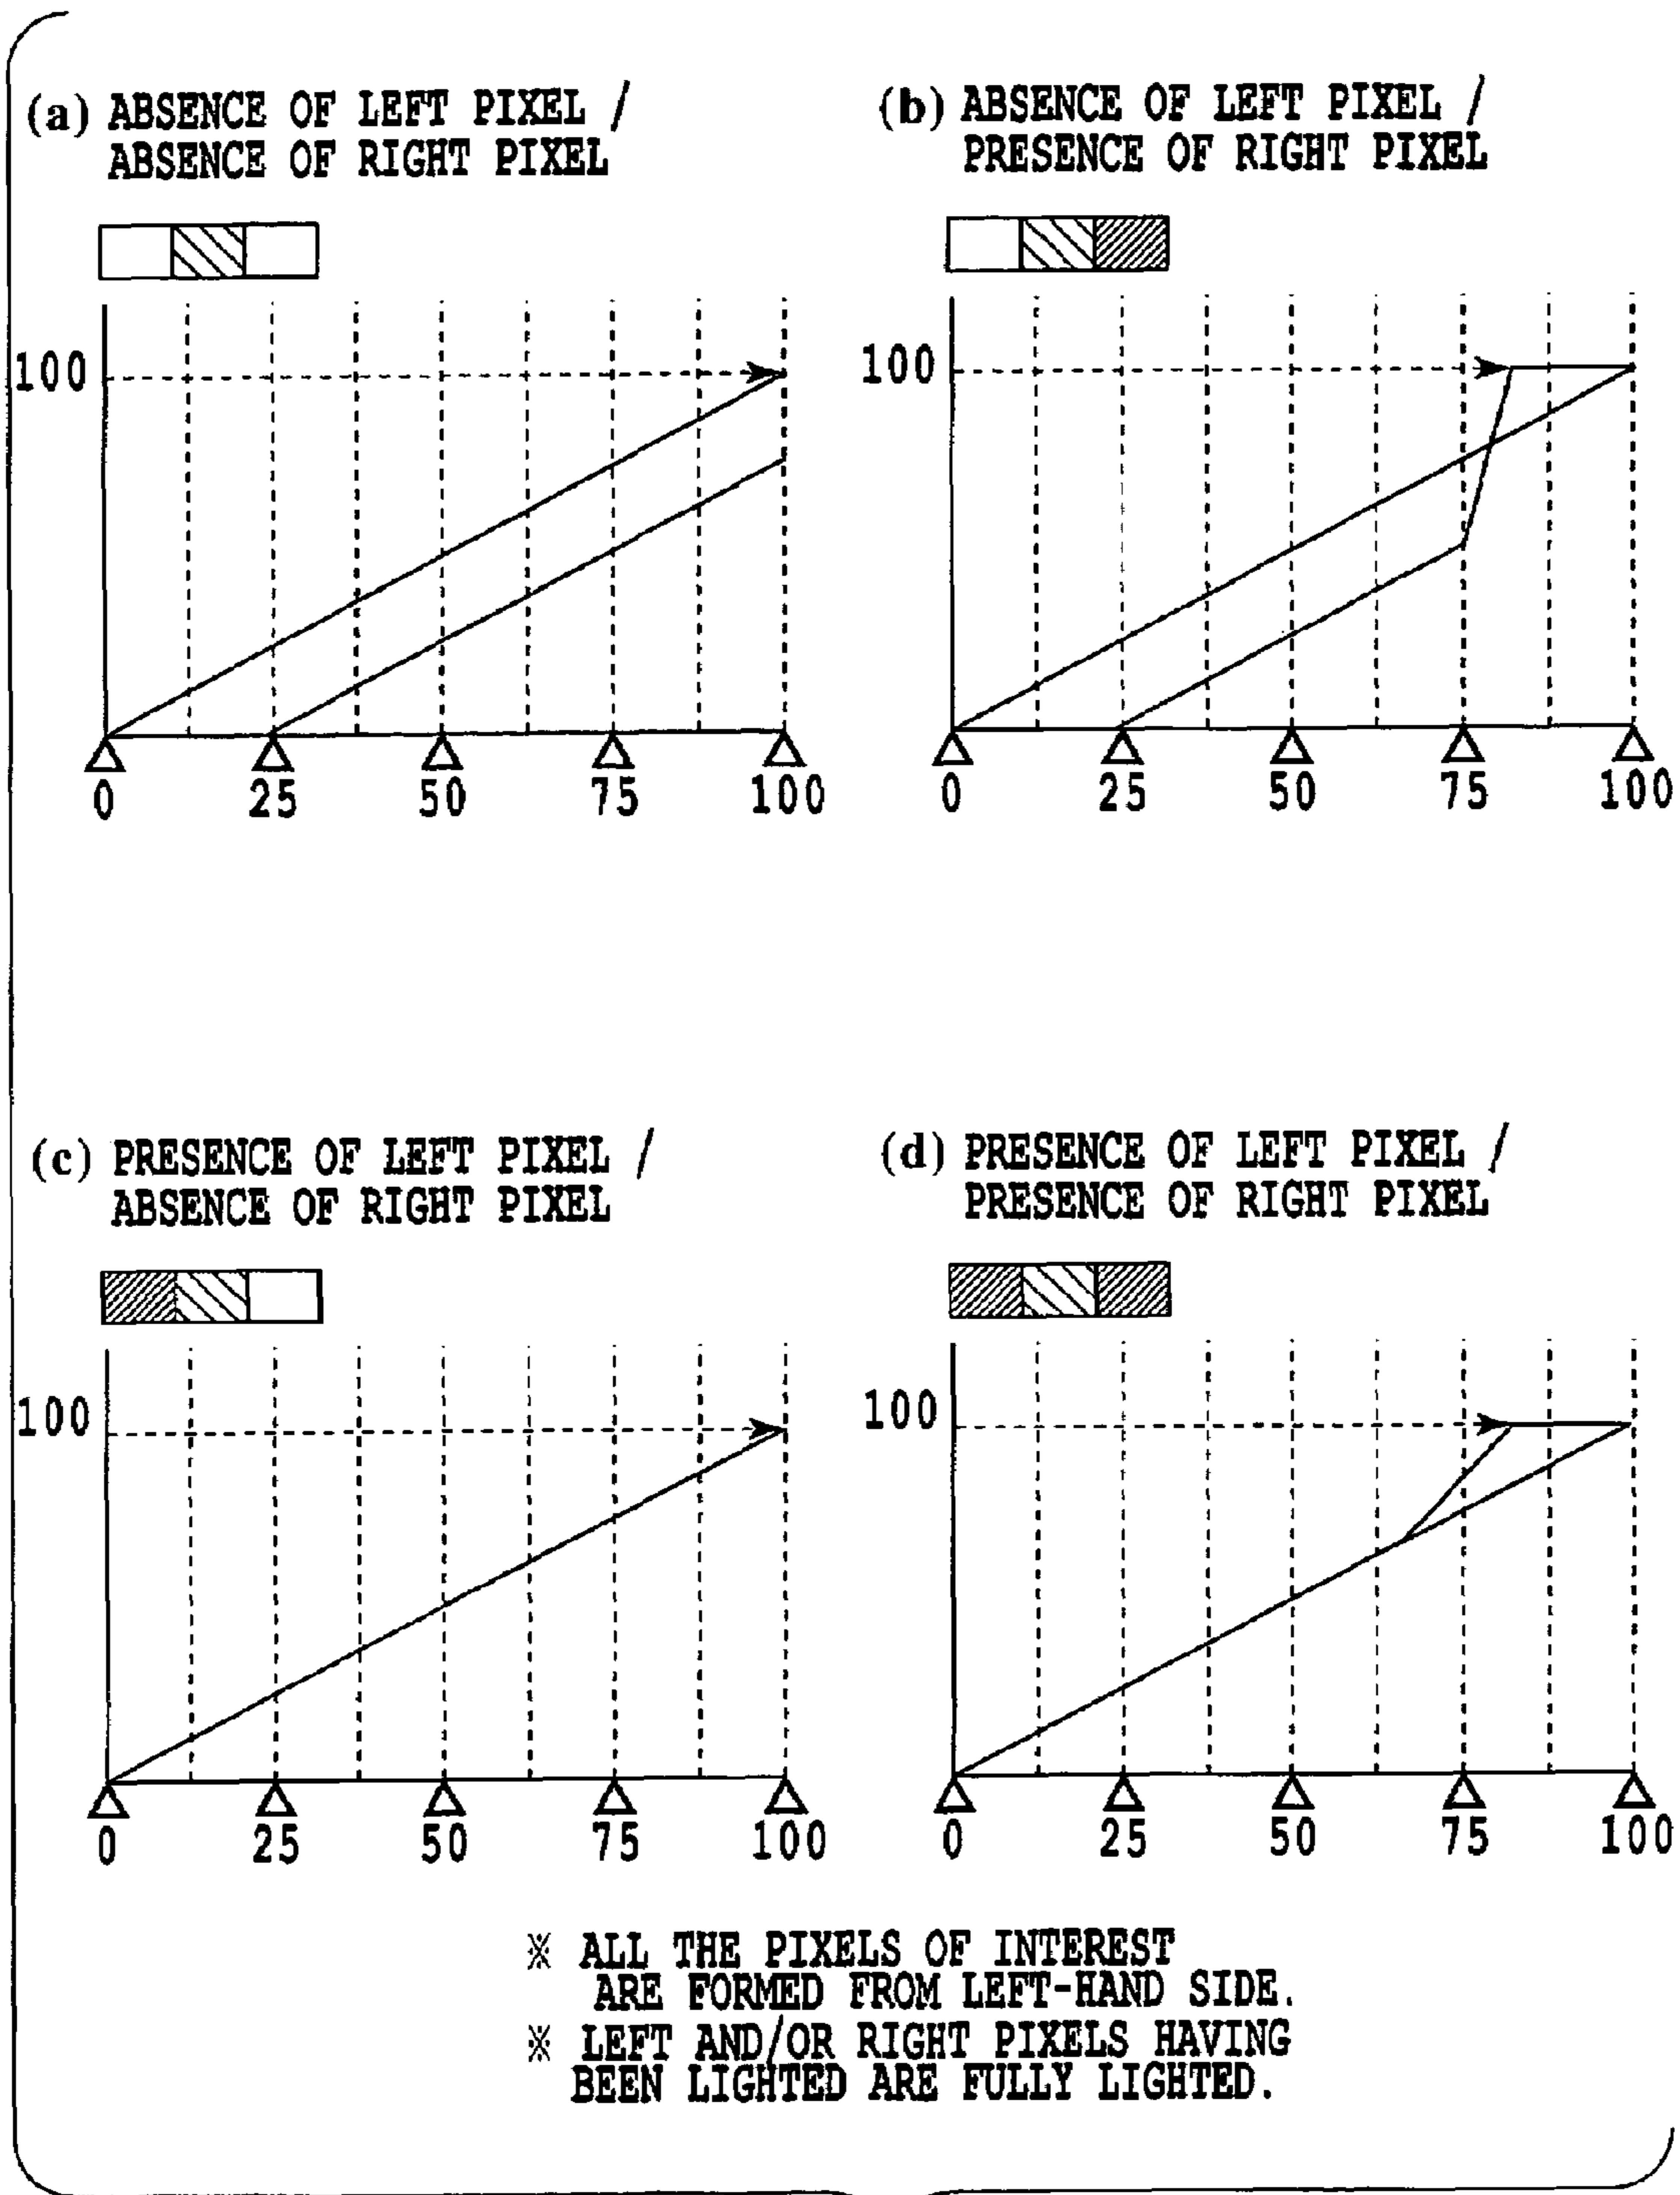 (a) ABSENCE OF LEFT PIXEL /
ABSENCE OF RIGHT PIXEL
100
0 25 50 75 100
(b) ABSENCE OF LEFT PIXEL /
PRESENCE OF RIGHT PIXEL
100
0 25 50 75 100
(c) PRESENCE OF LEFT PIXEL /
ABSENCE OF RIGHT PIXEL
100
0 25 50 75 100
(d) PRESENCE OF LEFT PIXEL /
PRESENCE OF RIGHT PIXEL
100
0 25 50 75 100
※ ALL THE PIXELS OF INTEREST
ARE FORMED FROM LEFT-HAND SIDE.
※ LEFT AND/OR RIGHT PIXELS HAVING
BEEN LIGHTED ARE FULLY LIGHTED.